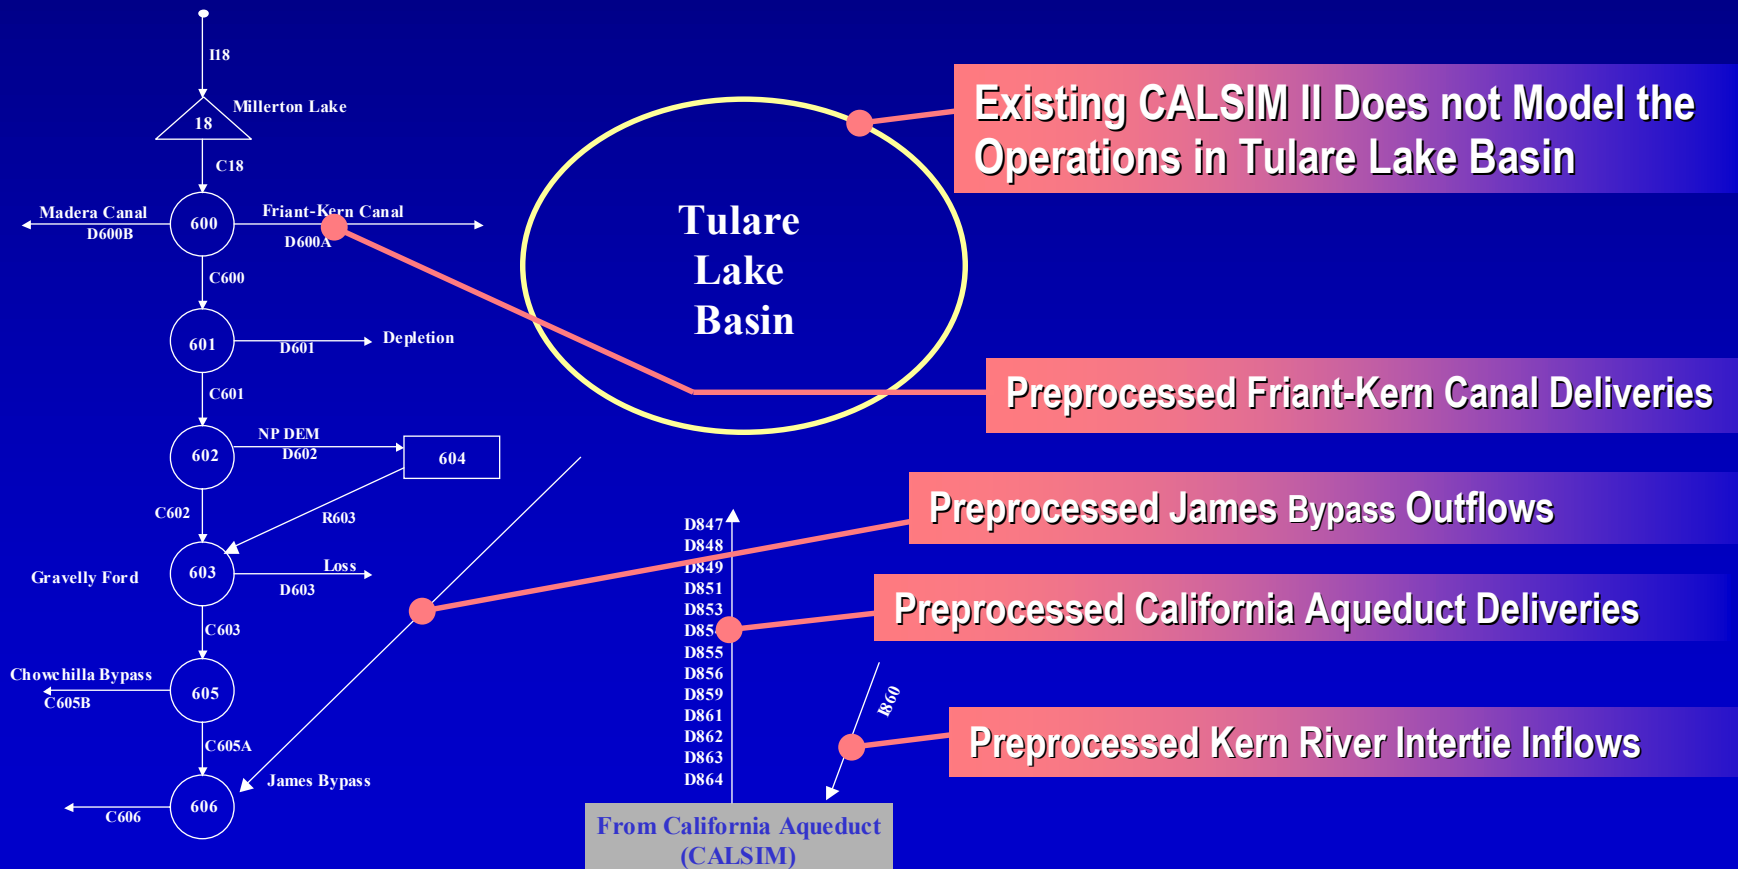 I18
Millerton Lake
18
C18
Madera Canal
D600B
600
Friant-Kern Canal
D600A
C600
601
D601
Depletion
C601
602
NP DEM
D602
604
C602
R603
Gravelly Ford
603
Loss
D603
C603
Chowchilla Bypass
C605B
605
C605A
James Bypass
606
C606
Tulare
Lake
Basin
Existing CALSIM II Does not Model the
Operations in Tulare Lake Basin
Preprocessed Friant-Kern Canal Deliveries
Preprocessed James Bypass Outflows
Preprocessed California Aqueduct Deliveries
Preprocessed Kern River Intertie Inflows
D847
D848
D849
D851
D853
D855
D856
D859
D861
D862
D863
D864
I860
From California Aqueduct
(CALSIM)